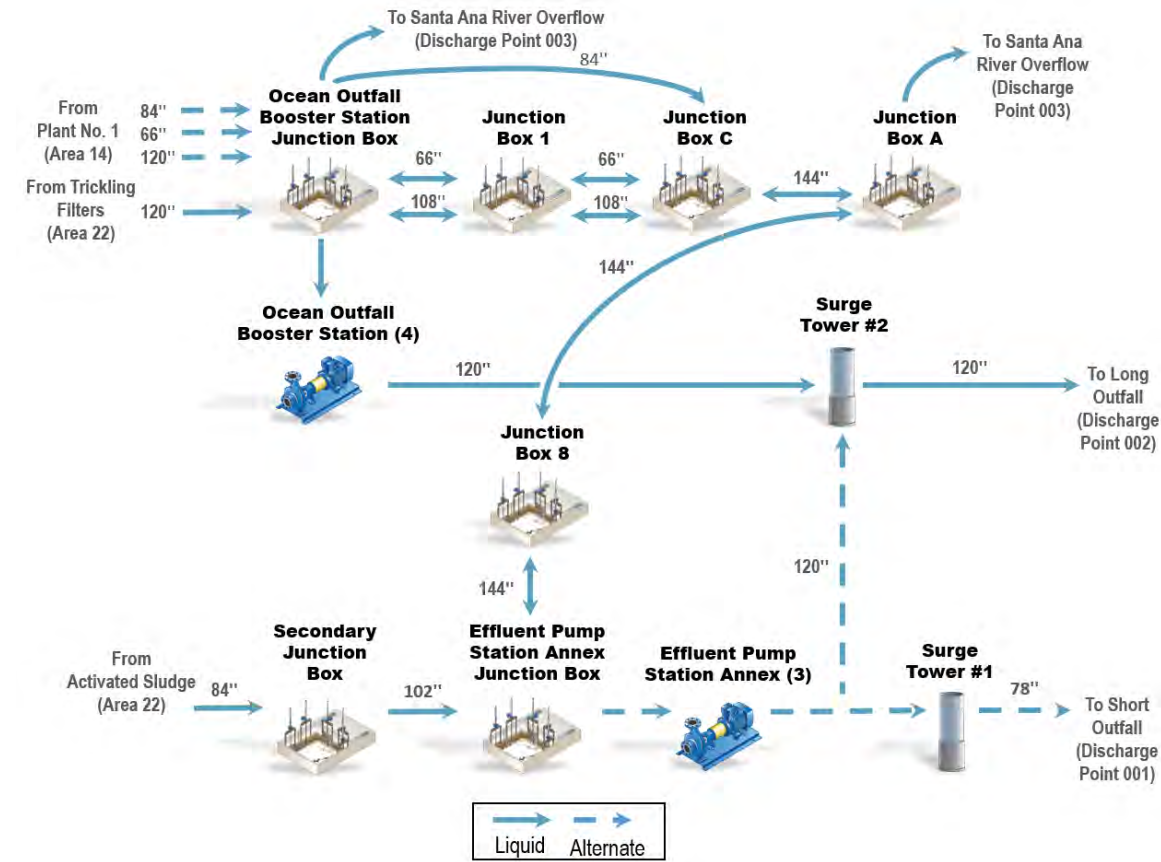 To Santa Ana River Overflow
(Discharge Point 003)
84"
To Santa Ana
River Overflow
(Discharge
Point 003)
From
Plant No. 1
(Area 14)
84"
66"
120"
From Trickling
Filters
(Area 22)
120"
Ocean Outfall
Booster Station
Junction Box
66"
108"
Junction
Box 1
66"
108"
Junction
Box C
144"
Junction
Box A
144"
Ocean Outfall
Booster Station (4)
120"
Surge
Tower #2
120"
To Long
Outfall
(Discharge
Point 002)
Junction
Box 8
144"
120"
From
Activated Sludge
(Area 22)
84"
Secondary
Junction
Box
102"
Effluent Pump
Station Annex
Junction Box
Effluent Pump
Station Annex (3)
Surge
Tower #1
78"
To Short
Outfall
(Discharge
Point 001)
Liquid
Alternate